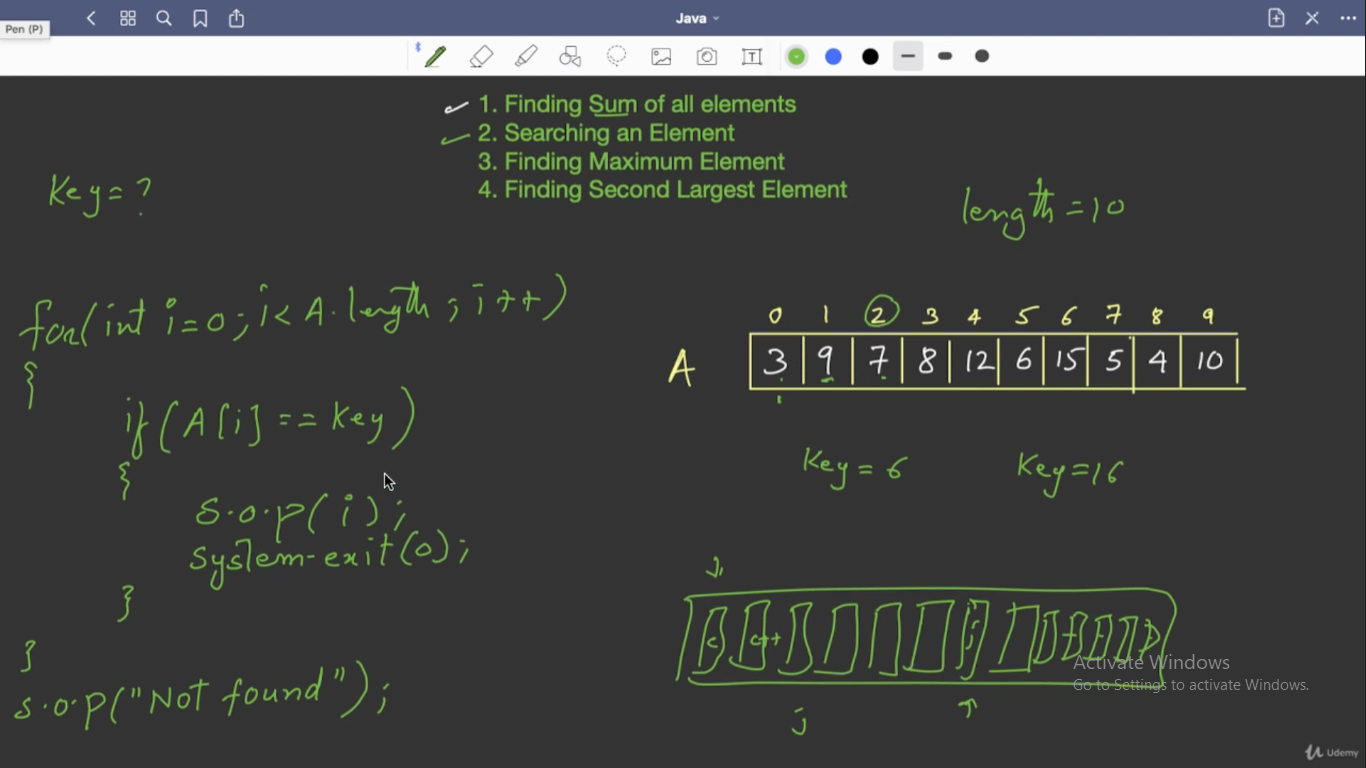 Java
Pen (P)
1. Finding Sum of all elements
2. Searching an Element
3. Finding Maximum Element
4. Finding Second Largest Element
Key = ?
length = 10
for(int i=0; i< A.length; i++)
{
if(A[i] == Key)
{
S.o.p(i);
System.exit(0);
}
}
S.o.p("Not found");
0 1 2 3 4 5 6 7 8 9
A 3 9 7 8 12 6 15 5 4 10
Key = 6 Key = 16
C C++
j
Activate Windows
Go to Settings to activate Windows.
Udemy